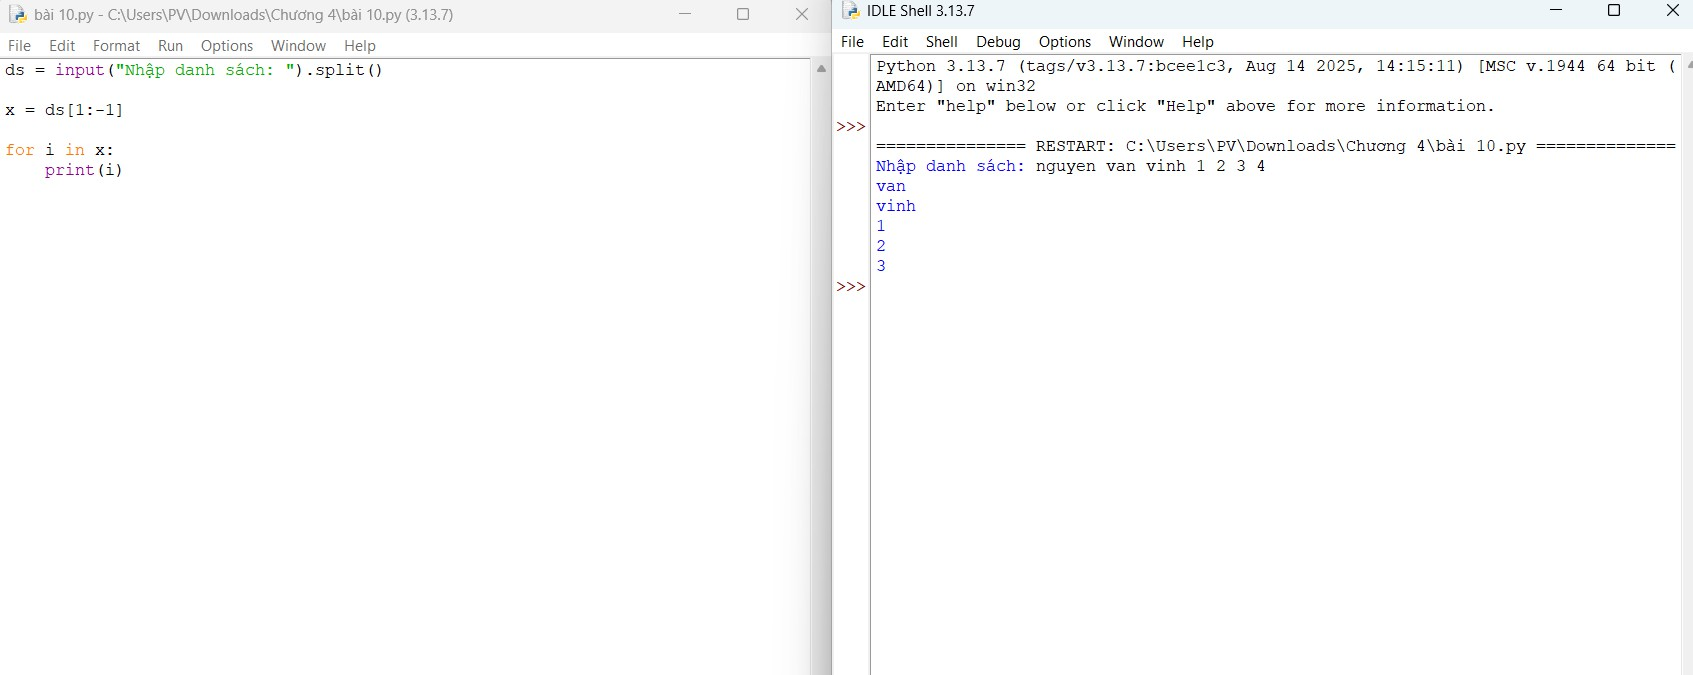 bài 10.py - C:\Users\PV\Downloads\Chương 4\bài 10.py (3.13.7)
File Edit Format Run Options Window Help
ds = input("Nhập danh sách: ").split()
x = ds[1:-1]
for i in x:
    print(i)
IDLE Shell 3.13.7
File Edit Shell Debug Options Window Help
Python 3.13.7 (tags/v3.13.7:bcee1c3, Aug 14 2025, 14:15:11) [MSC v.1944 64 bit (
AMD64)] on win32
Enter "help" below or click "Help" above for more information.
>>>
=============== RESTART: C:\Users\PV\Downloads\Chương 4\bài 10.py ==============
Nhập danh sách: nguyen van vinh 1 2 3 4
van
vinh
1
2
3
>>>